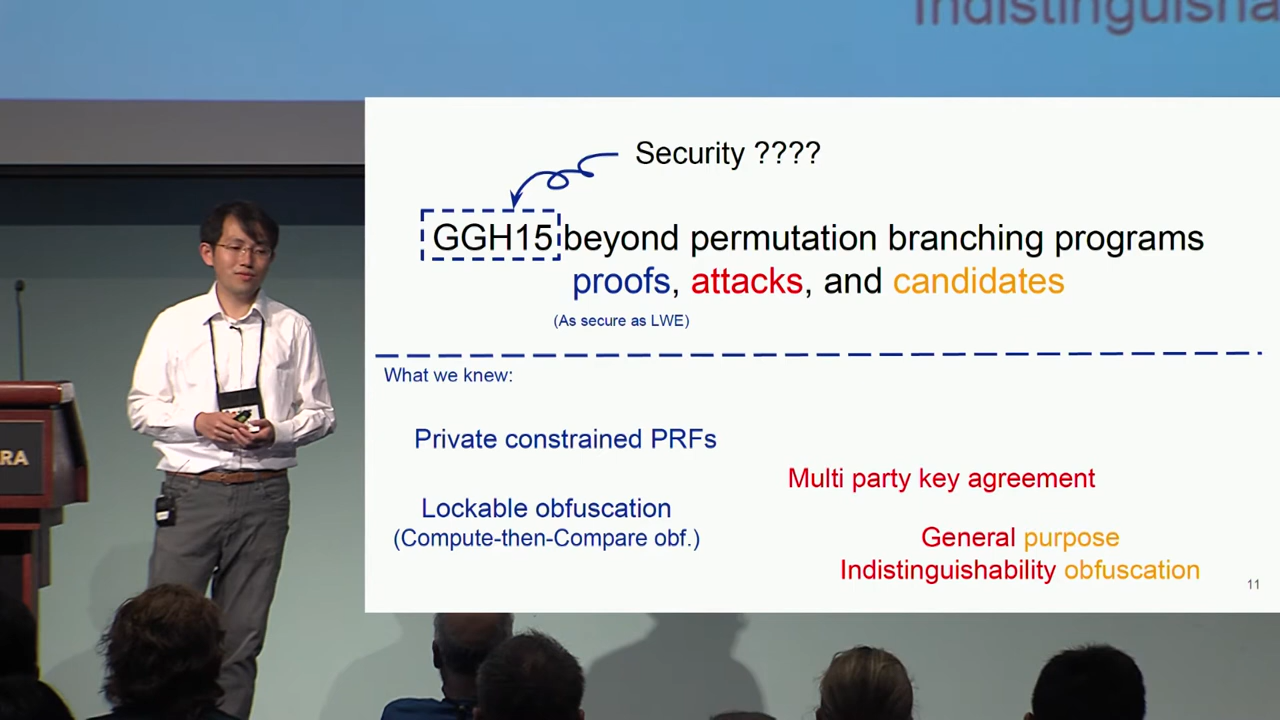 Indistinguisha
Security ????
GGH15 beyond permutation branching programs
proofs, attacks, and candidates
(As secure as LWE)
What we knew:
Private constrained PRFs
Multi party key agreement
Lockable obfuscation
(Compute-then-Compare obf.)
General purpose
Indistinguishability obfuscation
11
RA